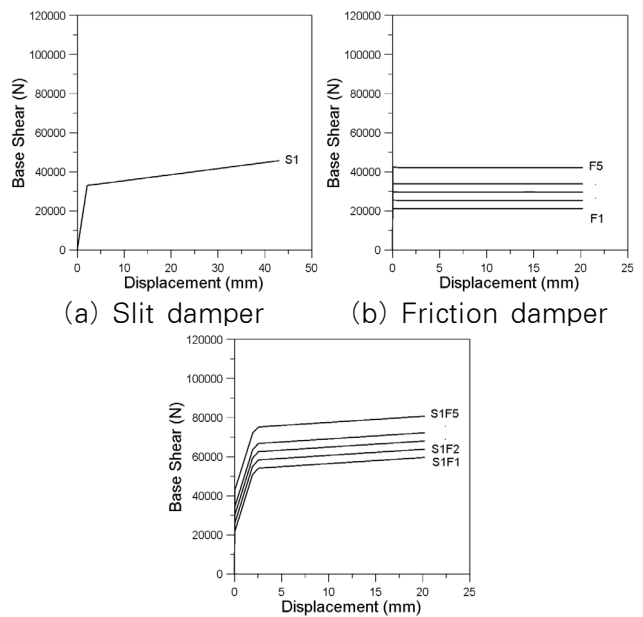 120000
100000
80000
60000
40000
20000
0
Base Shear (N)
S1
0 10 20 30 40 50
Displacement (mm)
(a) Slit damper
120000
100000
80000
60000
40000
20000
0
Base Shear (N)
F5
F1
0 5 10 15 20 25
Displacement (mm)
(b) Friction damper
120000
100000
80000
60000
40000
20000
0
Base Shear (N)
S1F5
S1F2
S1F1
0 5 10 15 20 25
Displacement (mm)